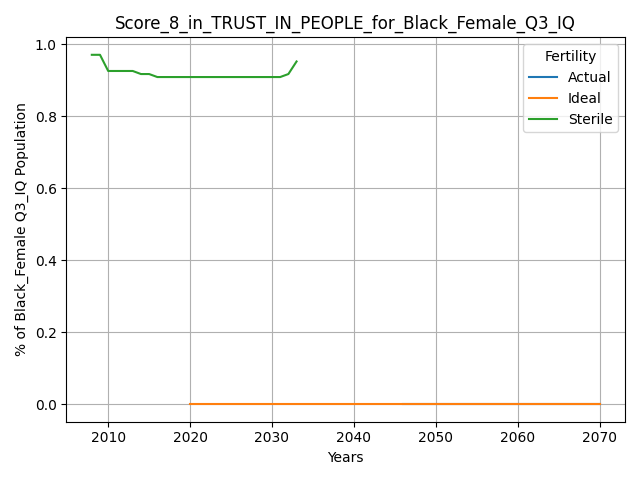 Score_8_in_TRUST_IN_PEOPLE_for_Black_Female_Q3_IQ
Fertility
Actual
Ideal
Sterile
% of Black_Female Q3_IQ Population
1.0
0.8
0.6
0.4
0.2
0.0
2010 2020 2030 2040 2050 2060 2070
Years